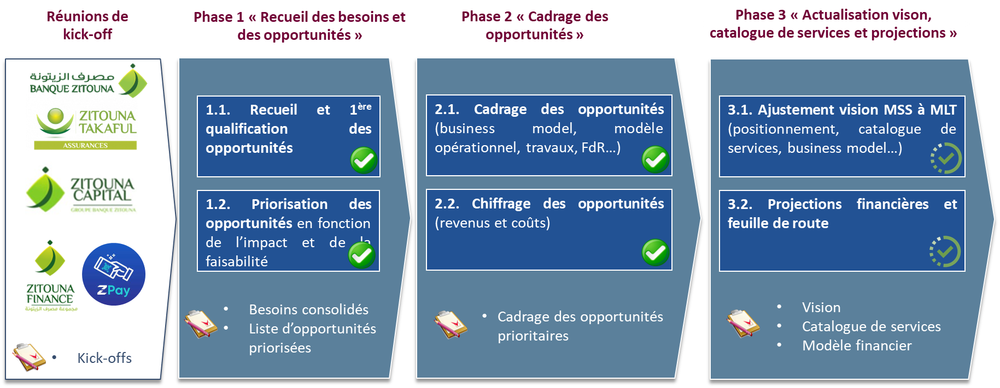 Réunions de
kick-off
مصرف الزيتونة
BANQUE ZITOUNA
ZITOUNA
TAKAFUL
ASSURANCES
ZITOUNA
CAPITAL
GROUPE BANQUE ZITOUNA
ZITOUNA
FINANCE
مجموعة مصرف الزيتونة
ZPay
• Kick-offs
Phase 1 « Recueil des besoins et
des opportunités »
1.1. Recueil et 1ère
qualification des
opportunités
1.2. Priorisation des
opportunités en fonction
de l’impact et de la
faisabilité
• Besoins consolidés
• Liste d’opportunités
priorisées
Phase 2 « Cadrage des
opportunités »
2.1. Cadrage des opportunités
(business model, modèle
opérationnel, travaux, FdR…)
2.2. Chiffrage des opportunités
(revenus et coûts)
• Cadrage des opportunités
prioritaires
Phase 3 « Actualisation vison,
catalogue de services et projections »
3.1. Ajustement vision MSS à MLT
(positionnement, catalogue de
services, business model…)
3.2. Projections financières et
feuille de route
• Vision
• Catalogue de services
• Modèle financier